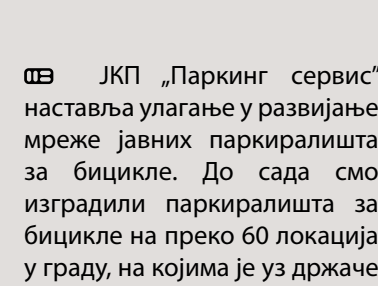 ЈКП „Паркинг сервис“
наставља улагање у развијање
мреже јавних паркиралишта
за бицикле. До сада смо
изградили паркиралишта за
бицикле на преко 60 локација
у граду, на којима је уз држаче